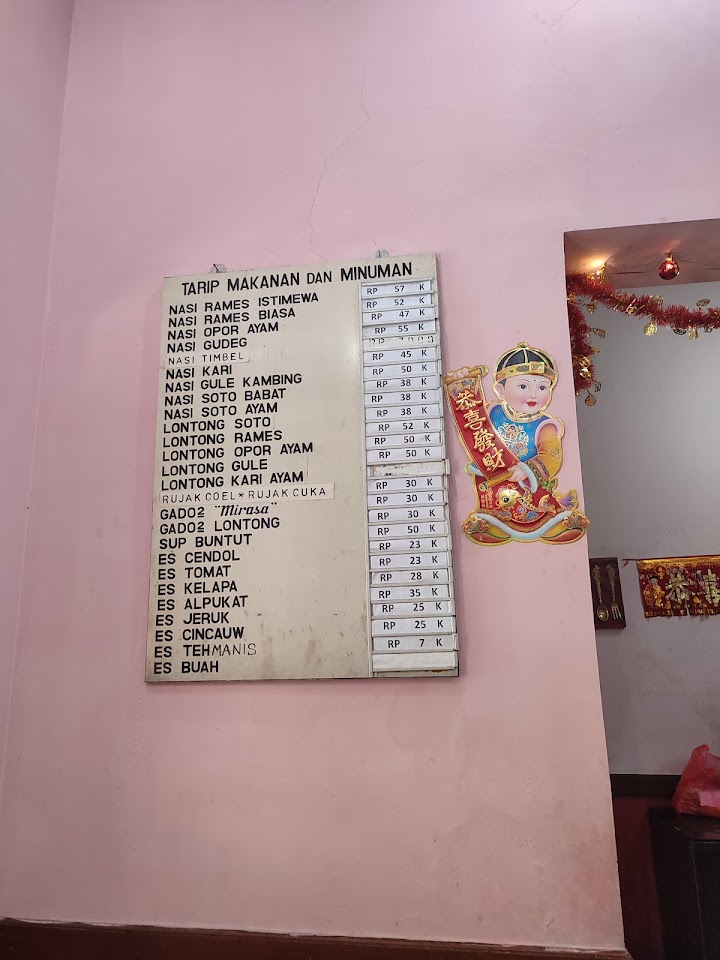 TARIP MAKANAN DAN MINUMAN
NASI RAMES ISTIMEWA RP 57 K
NASI RAMES BIASA RP 52 K
NASI OPOR AYAM RP 47 K
NASI GUDEG RP 55 K
NASI TIMBEL
NASI KARI RP 45 K
NASI GULE KAMBING RP 50 K
NASI SOTO BABAT RP 38 K
NASI SOTO AYAM RP 38 K
LONTONG SOTO RP 38 K
LONTONG RAMES RP 52 K
LONTONG OPOR AYAM RP 50 K
LONTONG GULE RP 50 K
LONTONG KARI AYAM
RUJAK COEL * RUJAK CUKA RP 30 K
GADO2 "Mirasa" RP 30 K
GADO2 LONTONG RP 30 K
SUP BUNTUT RP 50 K
ES CENDOL RP 23 K
ES TOMAT RP 23 K
ES KELAPA RP 28 K
ES ALPUKAT RP 35 K
ES JERUK RP 25 K
ES CINCAUW RP 25 K
ES TEH MANIS RP 7 K
ES BUAH
恭喜發財
恭